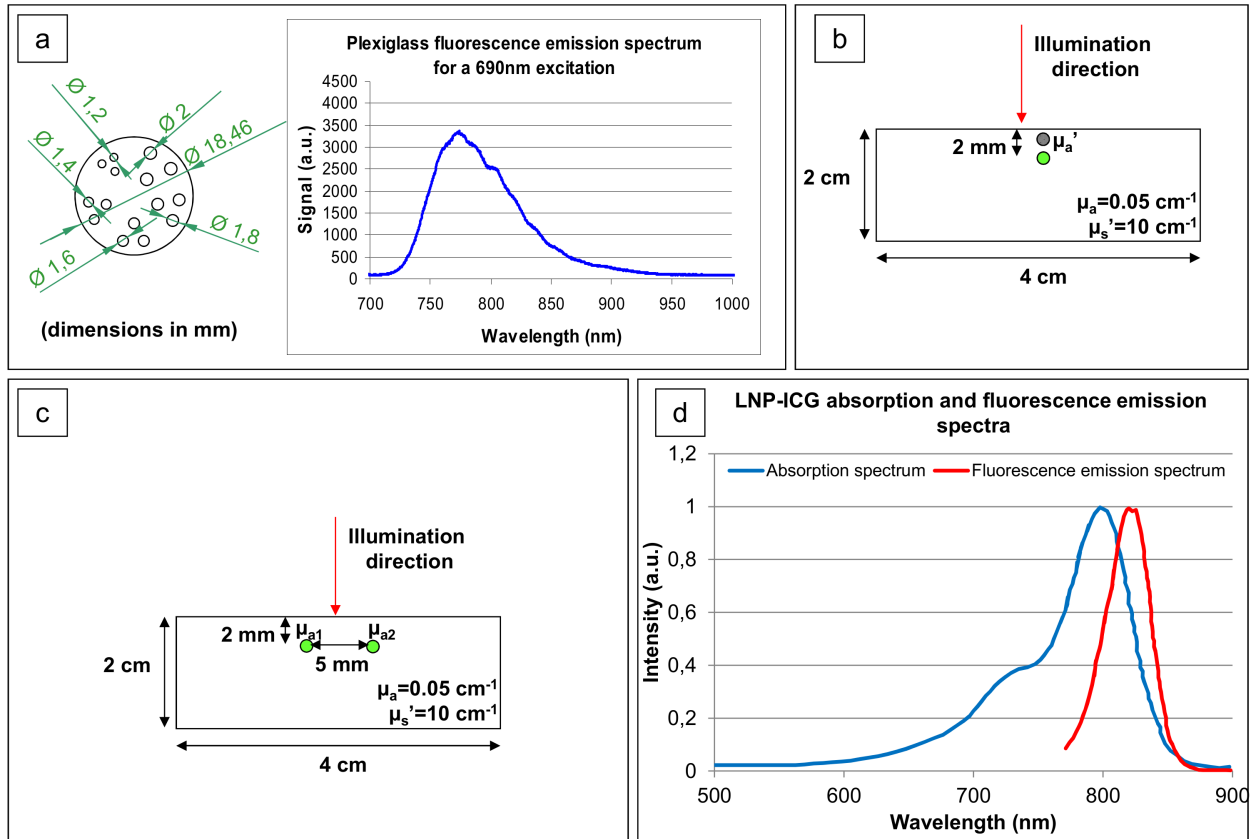 a
Plexiglass fluorescence emission spectrum
for a 690nm excitation
Ø 1,2
Ø 2
Ø 18,46
Ø 1,4
Ø 1,8
Ø 1,6
(dimensions in mm)
Signal (a.u.)
4500
4000
3500
3000
2500
2000
1500
1000
500
0
700 750 800 850 900 950 1000
Wavelength (nm)
b
Illumination
direction
2 mm
µa'
2 cm
µa=0.05 cm-1
µs'=10 cm-1
4 cm
c
Illumination
direction
2 mm
µa1
µa2
5 mm
2 cm
µa=0.05 cm-1
µs'=10 cm-1
4 cm
d
LNP-ICG absorption and fluorescence emission
spectra
Absorption spectrum
Fluorescence emission spectrum
Intensity (a.u.)
1,2
1
0,8
0,6
0,4
0,2
0
500 600 700 800 900
Wavelength (nm)